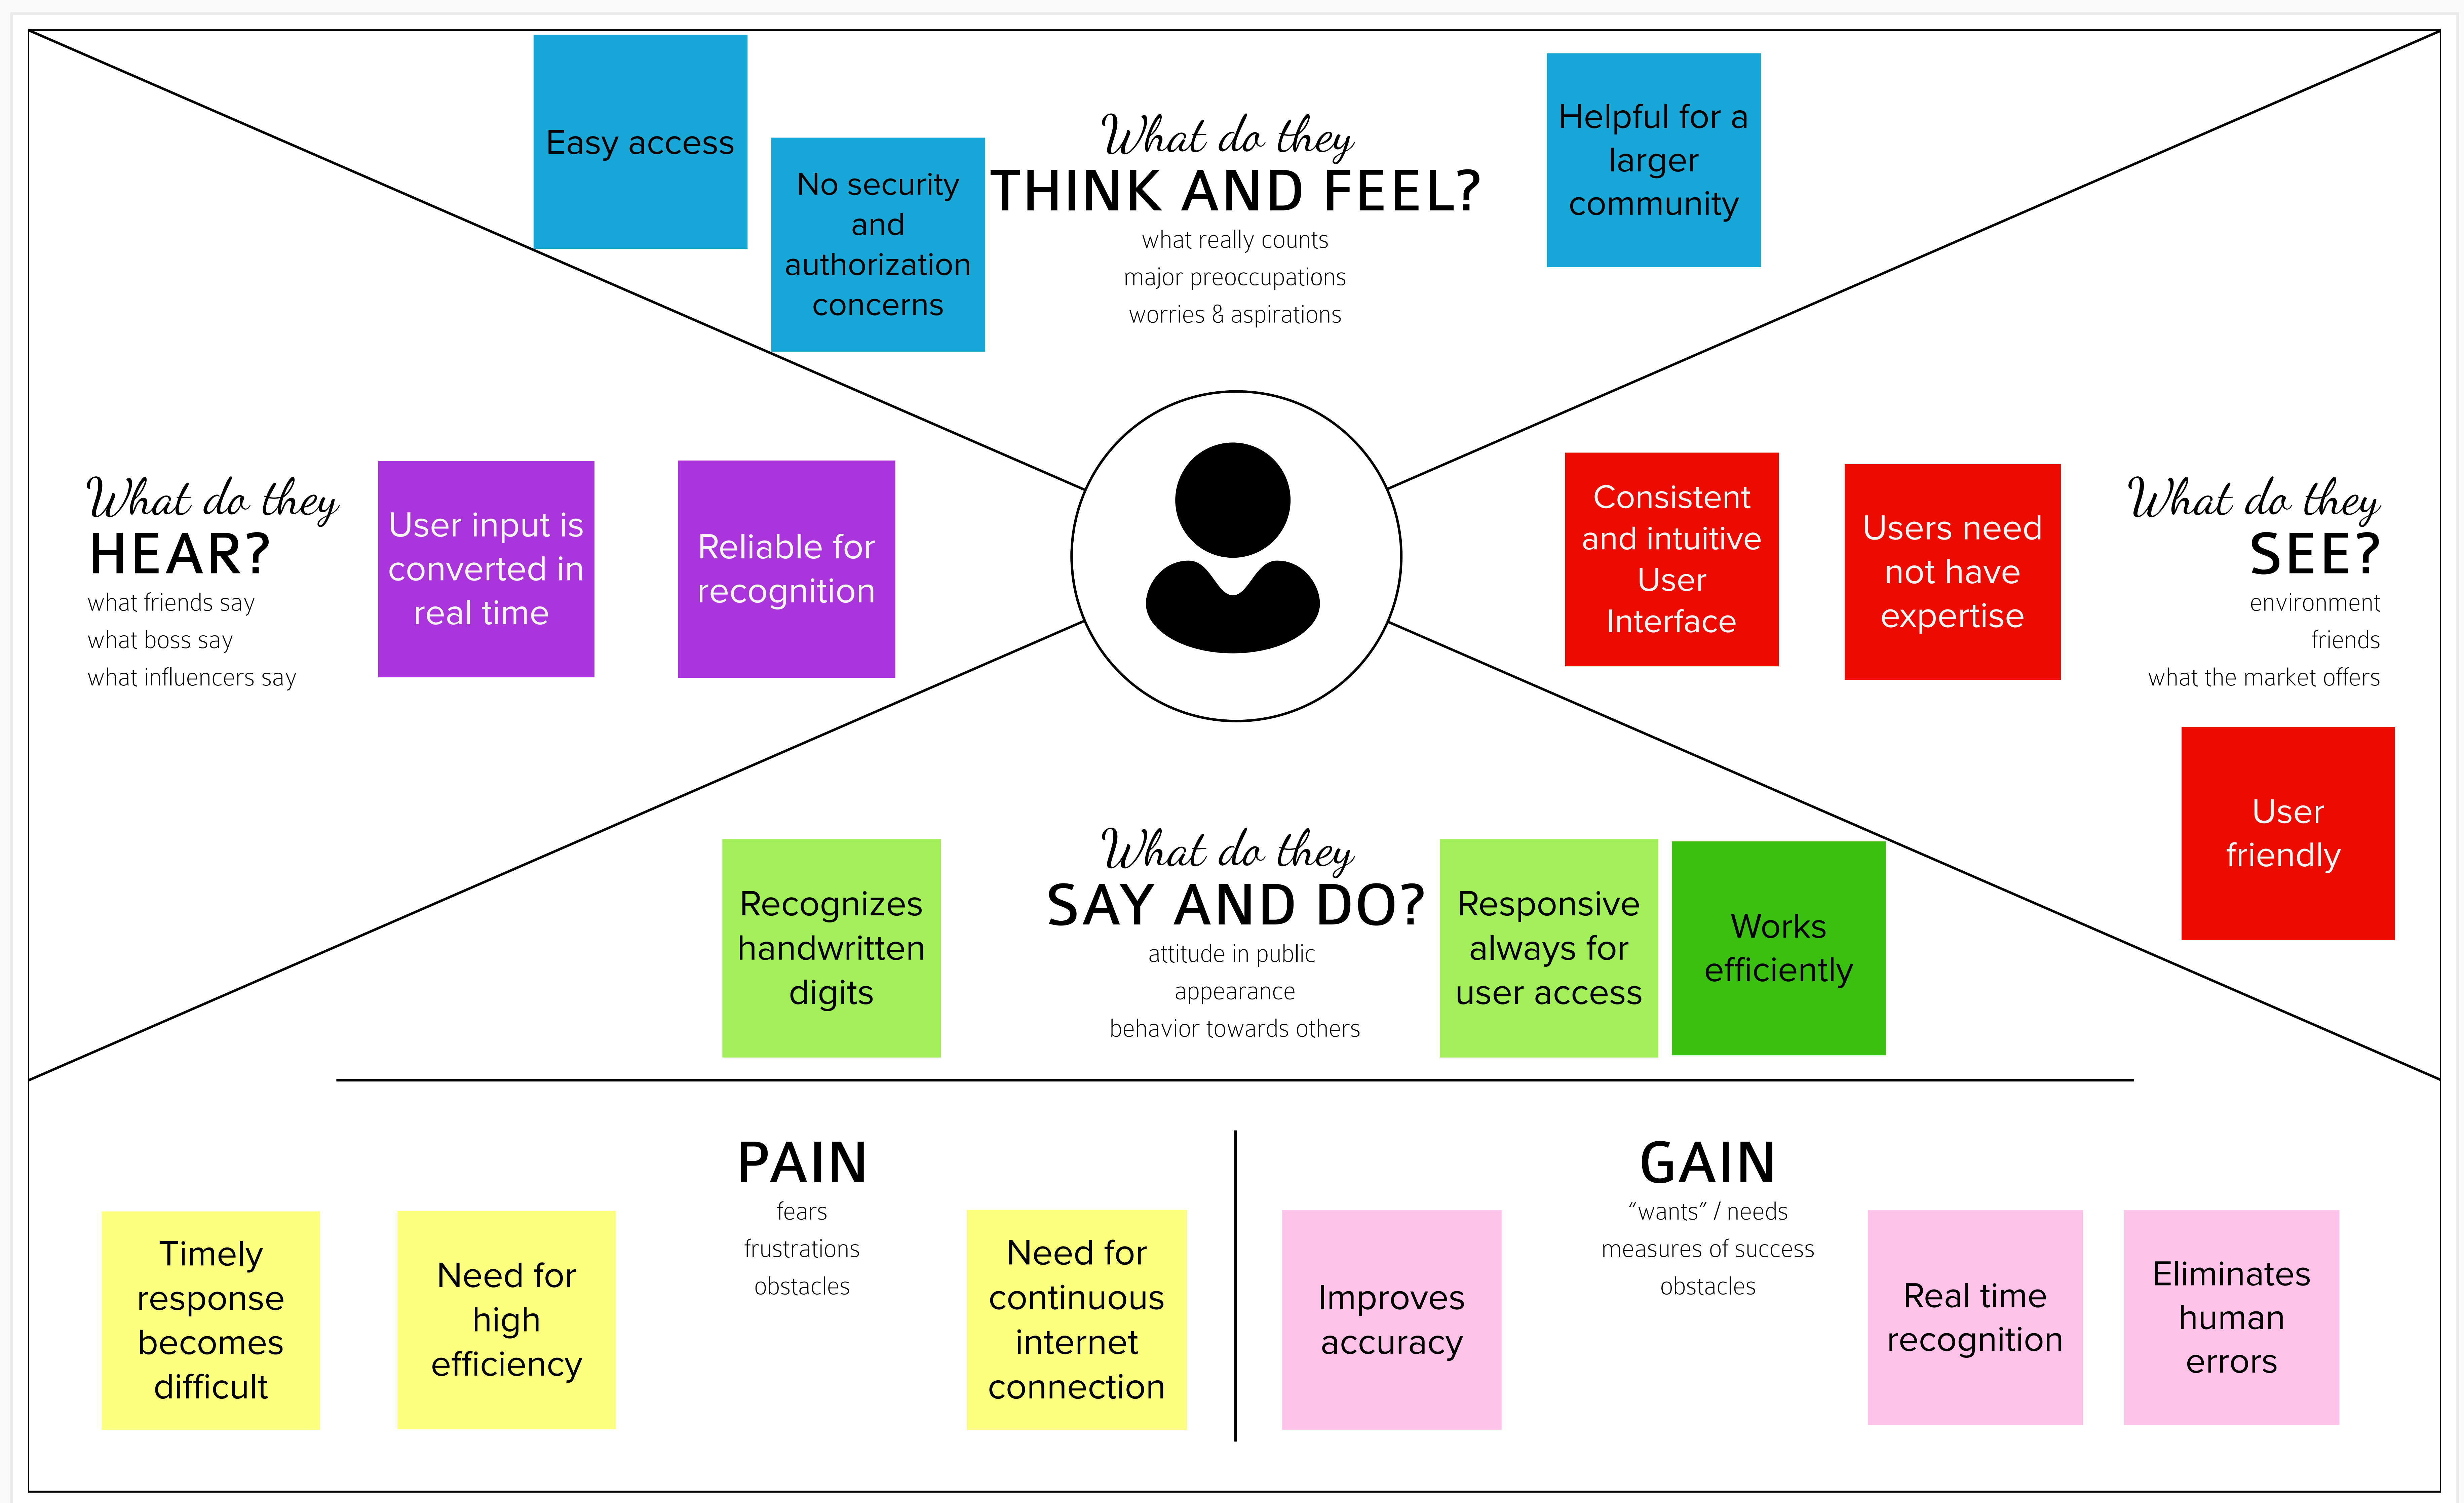 Easy access
No security
and
authorization
concerns
What do they
THINK AND FEEL?
what really counts
major preoccupations
worries & aspirations
Helpful for a
larger
community
What do they
HEAR?
what friends say
what boss say
what influencers say
User input is
converted in
real time
Reliable for
recognition
Consistent
and intuitive
User
Interface
Users need
not have
expertise
What do they
SEE?
environment
friends
what the market offers
User
friendly
Recognizes
handwritten
digits
What do they
SAY AND DO?
attitude in public
appearance
behavior towards others
Responsive
always for
user access
Works
efficiently
PAIN
fears
frustrations
obstacles
Timely
response
becomes
difficult
Need for
high
efficiency
Need for
continuous
internet
connection
GAIN
“wants” / needs
measures of success
obstacles
Improves
accuracy
Real time
recognition
Eliminates
human
errors